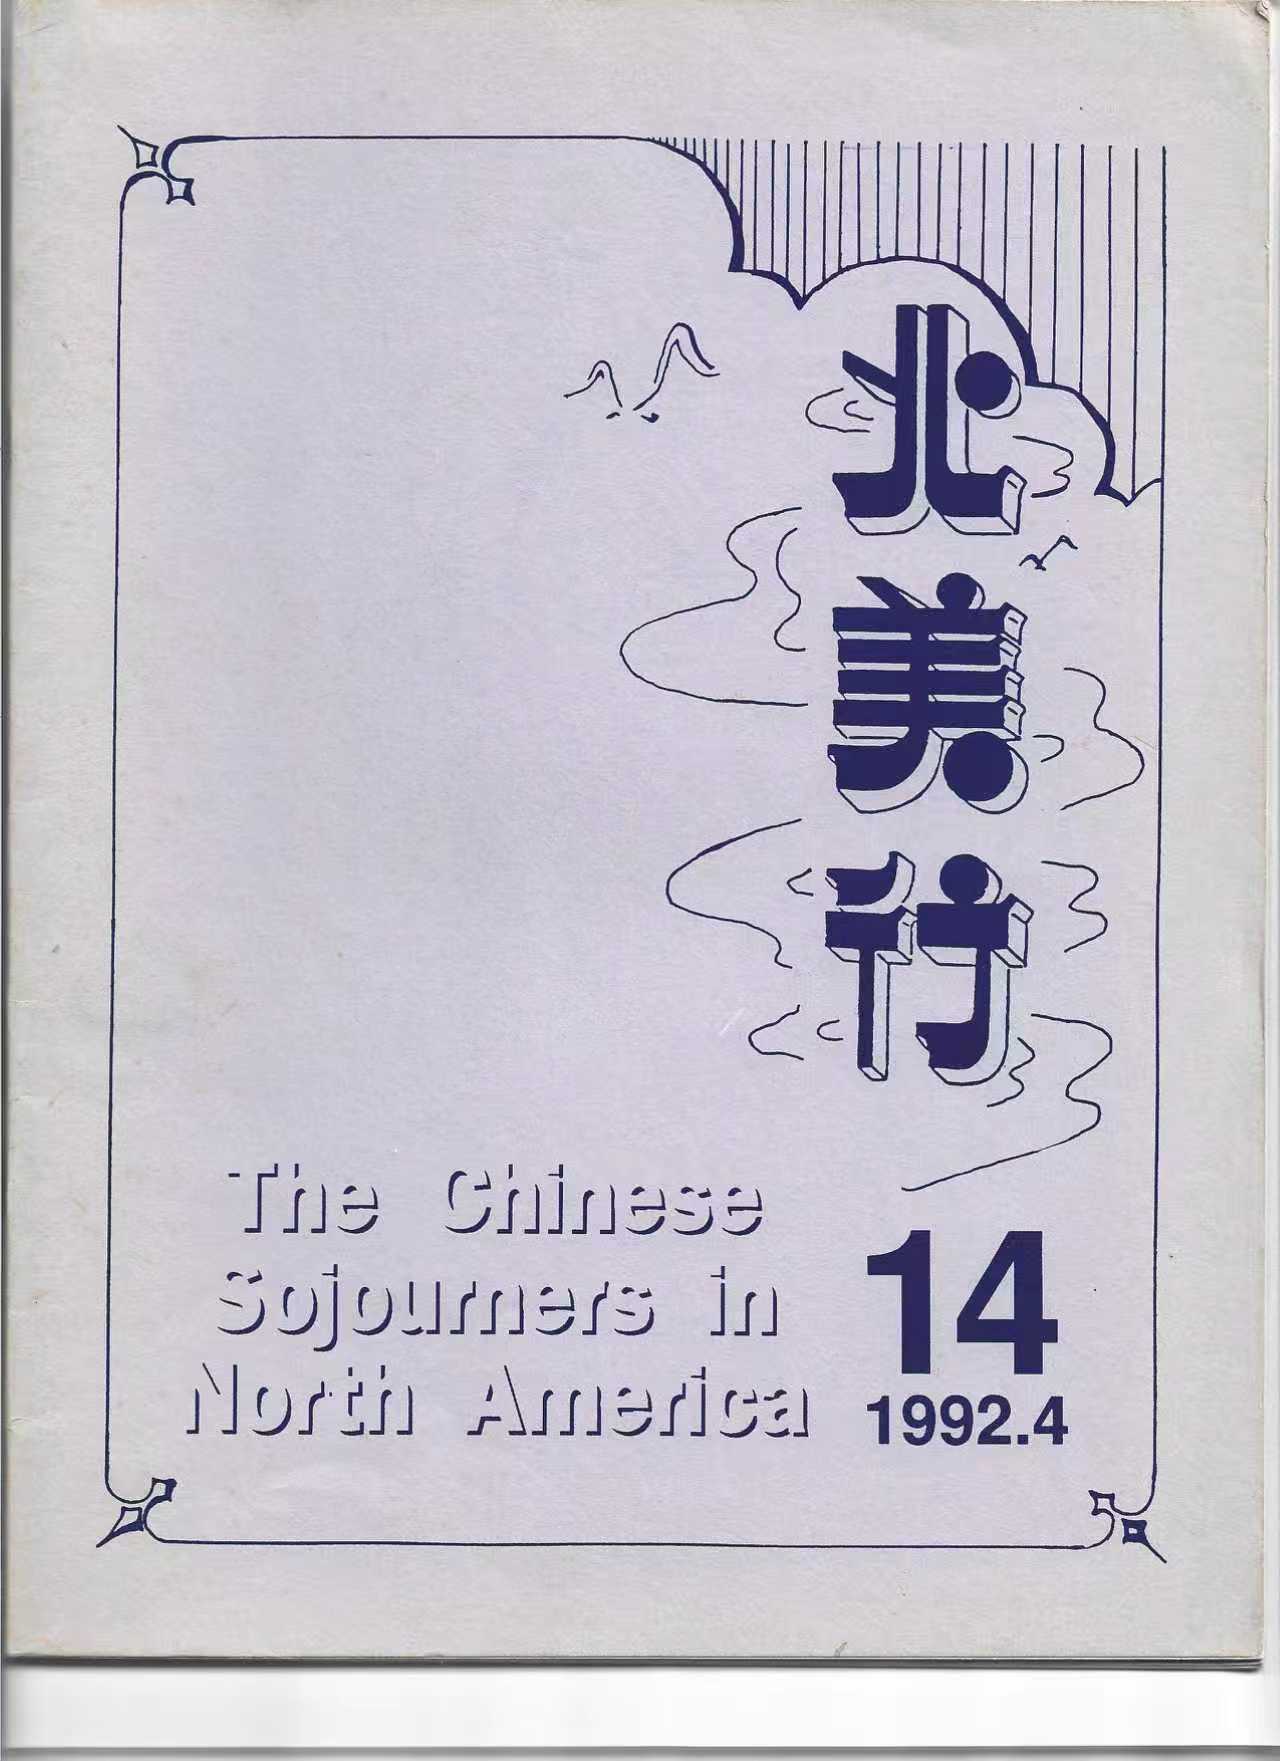 北美行
The Chinese
Sojourners in
North America
14
1992.4